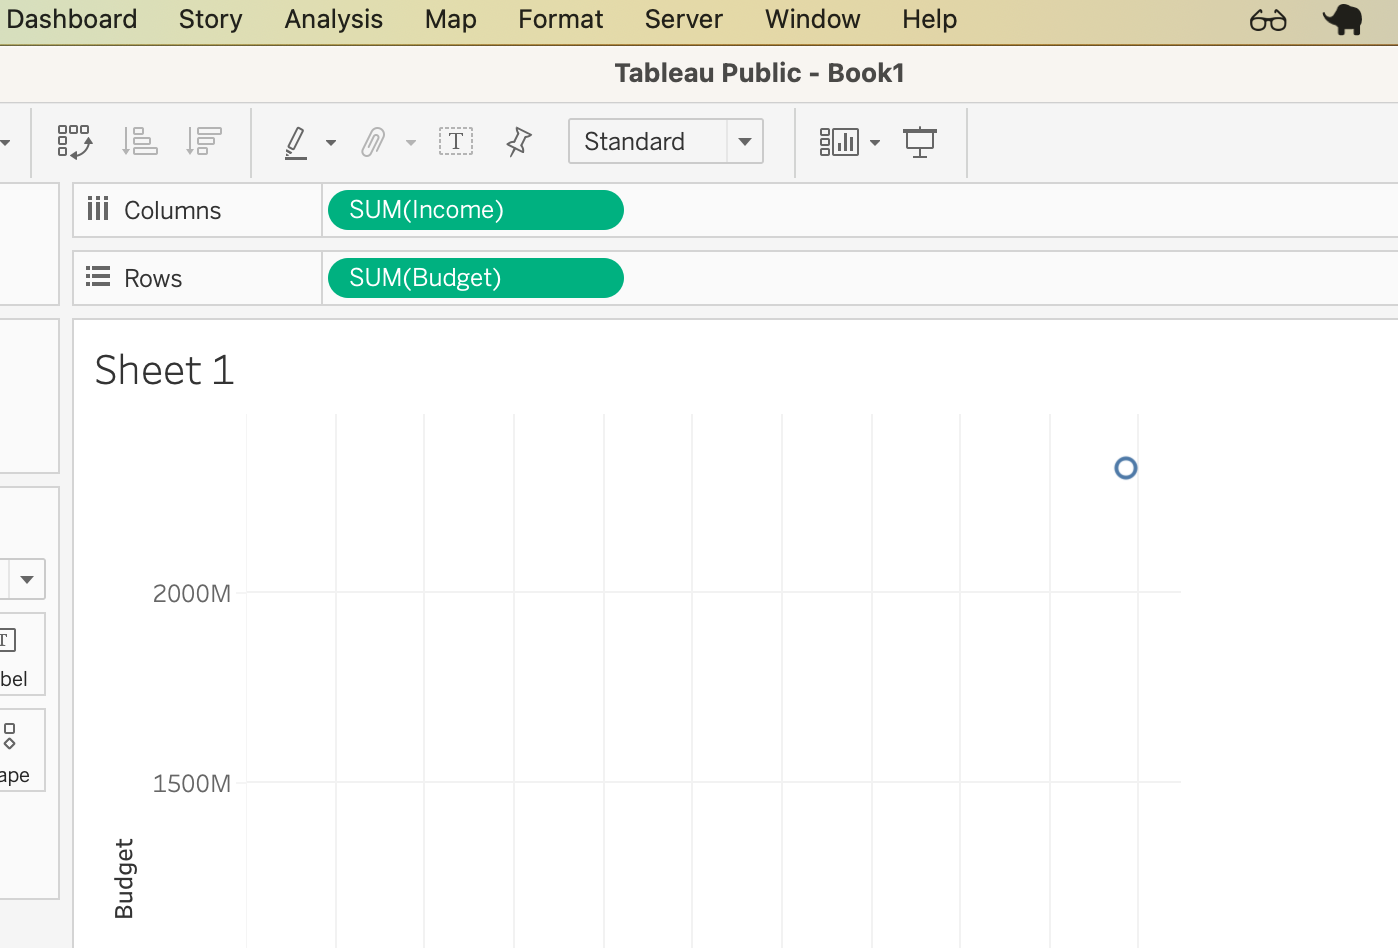 Dashboard Story Analysis Map Format Server Window Help
Tableau Public - Book1
T Standard
Columns SUM(Income)
Rows SUM(Budget)
Sheet 1
2000M
T
bel
ape
1500M
Budget